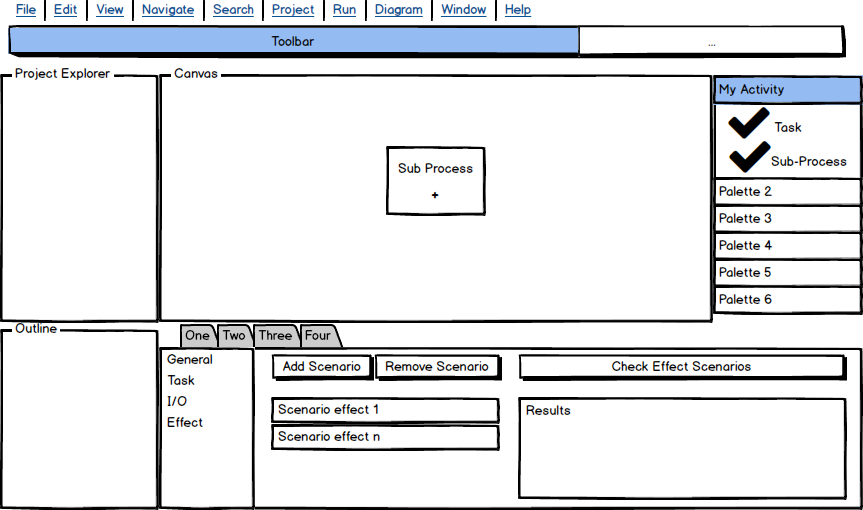 File Edit View Navigate Search Project Run Diagram Window Help
Toolbar ...
Project Explorer
Canvas
Sub Process
+
My Activity
Task
Sub-Process
Palette 2
Palette 3
Palette 4
Palette 5
Palette 6
Outline
One Two Three Four
General
Task
I/O
Effect
Add Scenario Remove Scenario Check Effect Scenarios
Scenario effect 1
Scenario effect n
Results